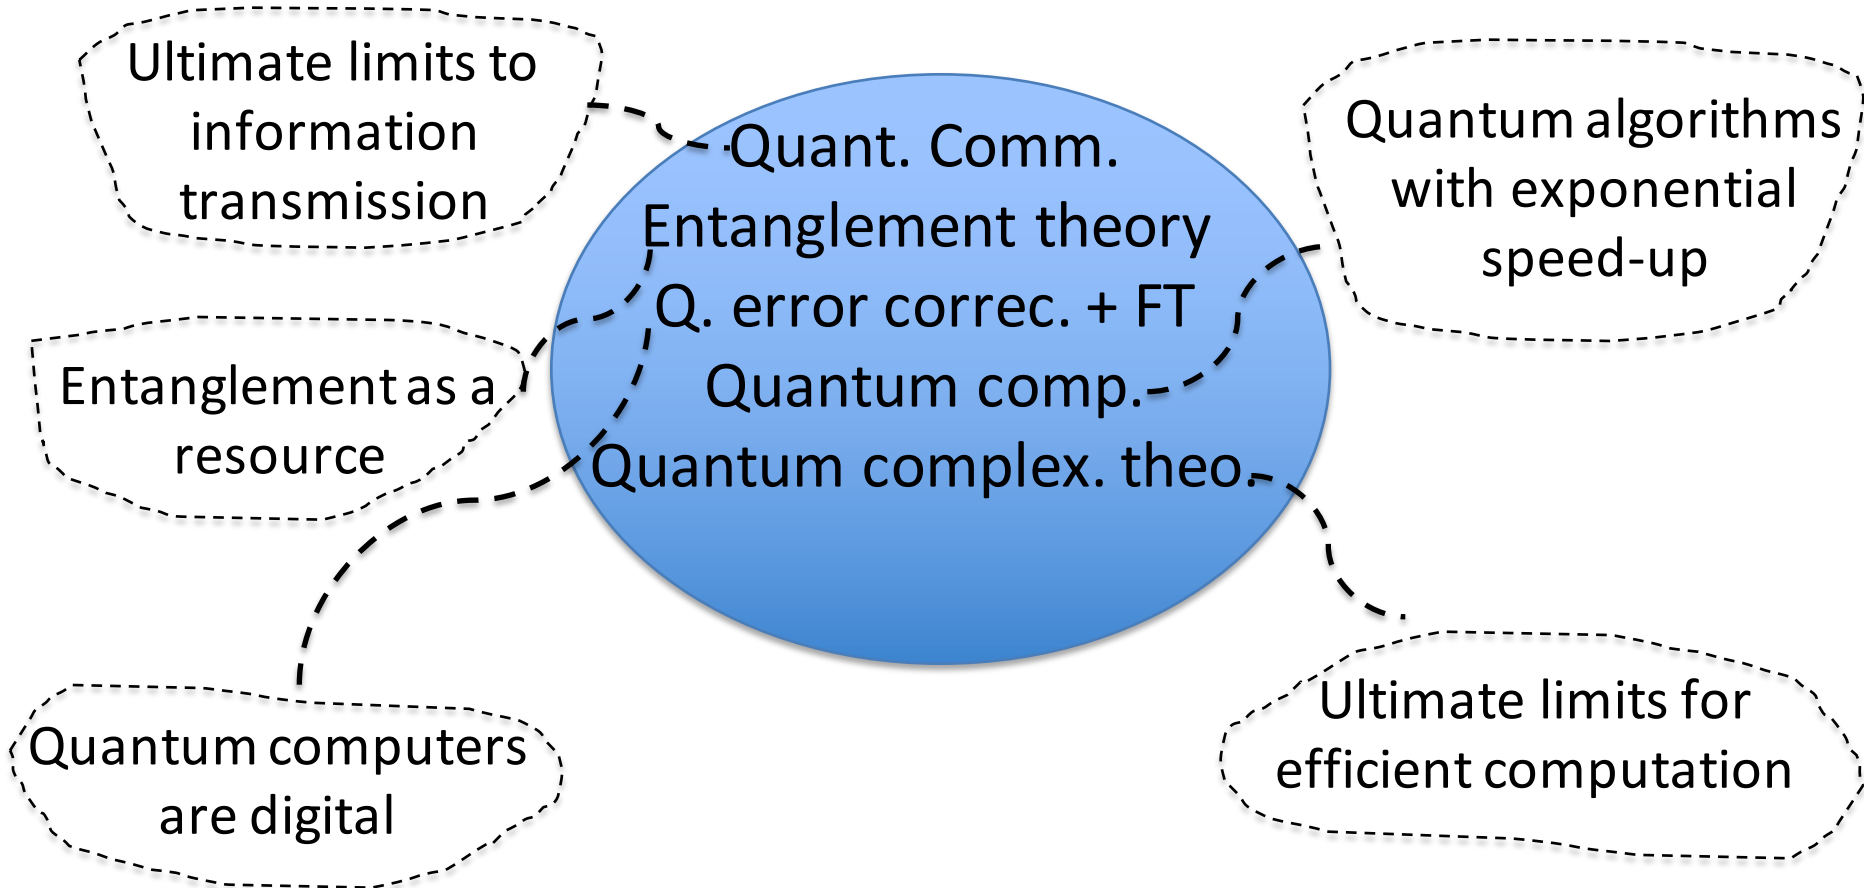 Ultimate limits to
information
transmission
Quant. Comm.
Entanglement theory
Q. error correc. + FT
Quantum comp.
Quantum complex. theo.
Quantum algorithms
with exponential
speed-up
Entanglement as a
resource
Quantum computers
are digital
Ultimate limits for
efficient computation